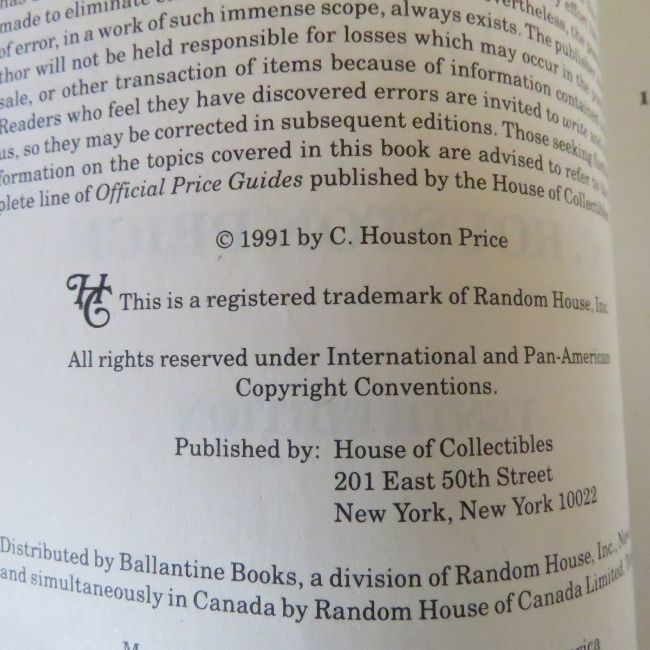 made to eliminate
of error, in a work of such immense scope, always exists. The publisher
thor will not be held responsible for losses which may occur in the
sale, or other transaction of items because of information contained
Readers who feel they have discovered errors are invited to write and
us, so they may be corrected in subsequent editions. Those seeking
formation on the topics covered in this book are advised to refer to the
plete line of Official Price Guides published by the House of Collectibles
© 1991 by C. Houston Price
HC This is a registered trademark of Random House, Inc.
All rights reserved under International and Pan-American
Copyright Conventions.
Published by: House of Collectibles
201 East 50th Street
New York, New York 10022
Distributed by Ballantine Books, a division of Random House, Inc., New
and simultaneously in Canada by Random House of Canada Limited,